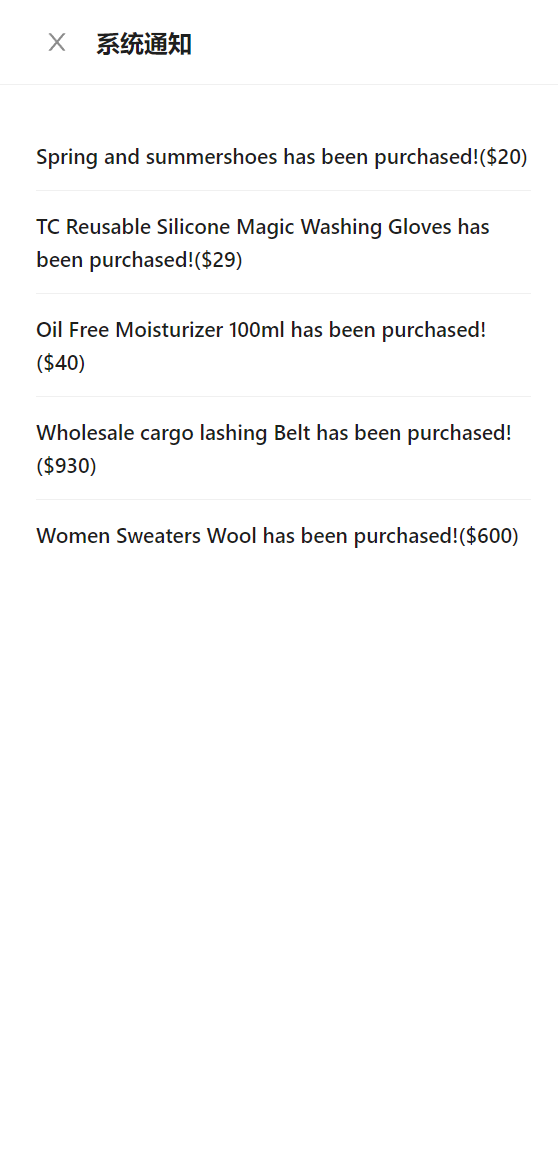 系统通知
Spring and summershoes has been purchased!($20)
TC Reusable Silicone Magic Washing Gloves has
been purchased!($29)
Oil Free Moisturizer 100ml has been purchased!
($40)
Wholesale cargo lashing Belt has been purchased!
($930)
Women Sweaters Wool has been purchased!($600)